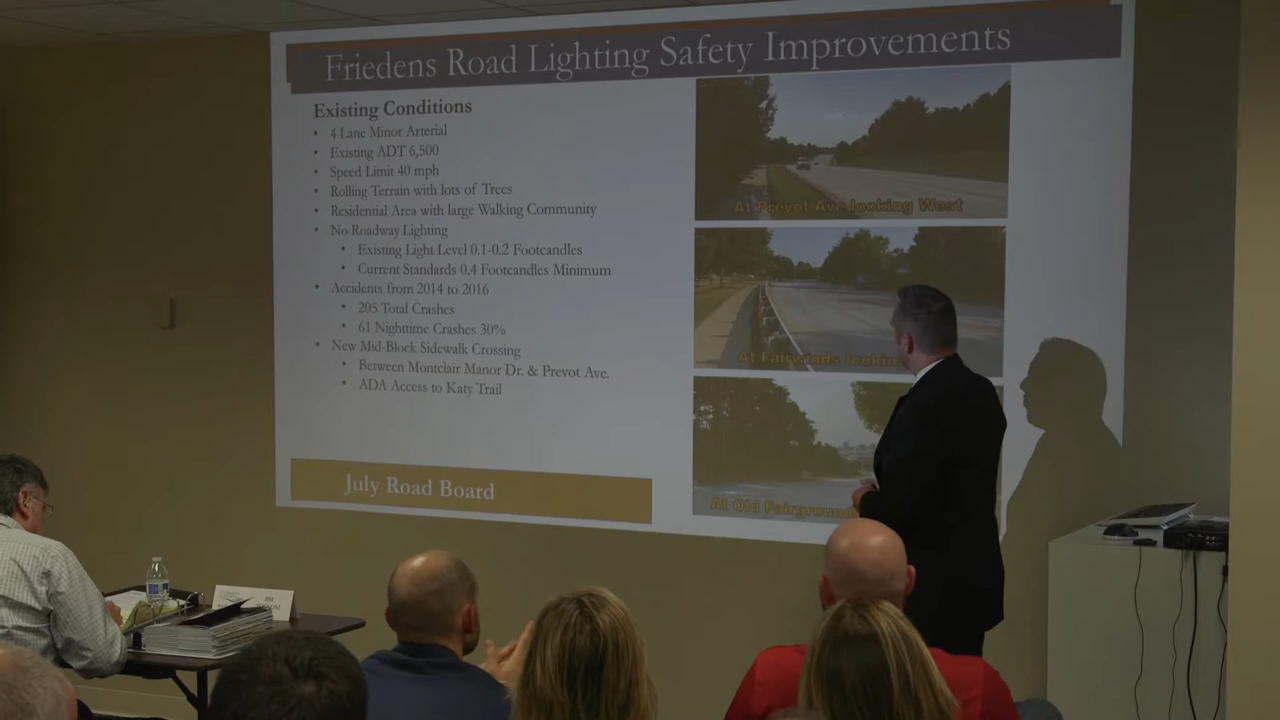 Friedens Road Lighting Safety Improvements
Existing Conditions
• 4 Lane Minor Arterial
• Existing ADT 6,500
• Speed Limit 40 mph
• Rolling Terrain with lots of Trees
• Residential Area with large Walking Community
• No Roadway Lighting
• Existing Light Level 0.1-0.2 Footcandles
• Current Standards 0.4 Footcandles Minimum
• Accidents from 2014 to 2016
• 205 Total Crashes
• 61 Nighttime Crashes 30%
• New Mid-Block Sidewalk Crossing
• Between Montclair Manor Dr. & Prevot Ave.
• ADA Access to Katy Trail
July Road Board
At Prevot Ave looking West
At Fairwinds
At Old
JIM